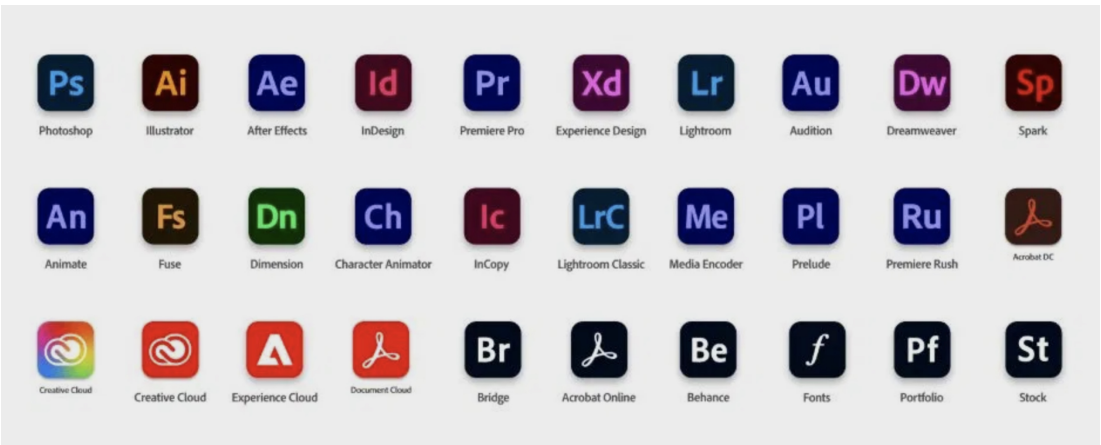 Ps Ai Ae Id Pr Xd Lr Au Dw Sp
Photoshop Illustrator After Effects InDesign Premiere Pro Experience Design Lightroom Audition Dreamweaver Spark
An Fs Dn Ch Ic LrC Me Pl Ru
Animate Fuse Dimension Character Animator InCopy Lightroom Classic Media Encoder Prelude Premiere Rush Acrobat DC
Br Be f Pf St
Creative Cloud Creative Cloud Experience Cloud Document Cloud Bridge Acrobat Online Behance Fonts Portfolio Stock